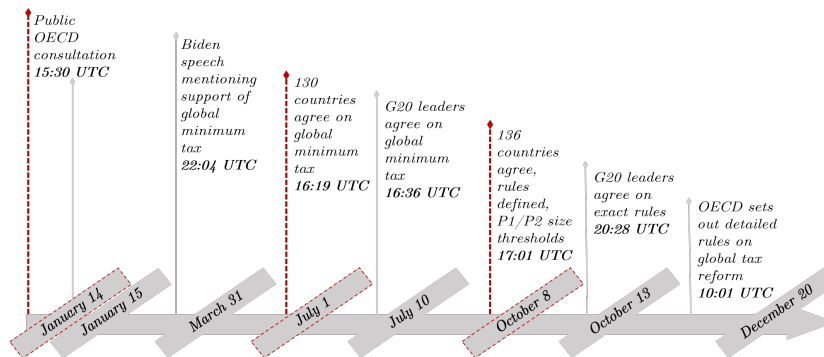 Public
OECD
consultation
15:30 UTC
Biden
speech
mentioning
support of
global
minimum
tax
22:04 UTC
130
countries
agree on
global
minimum
tax
16:19 UTC
G20 leaders
agree on
global
minimum
tax
16:36 UTC
136
countries
agree,
rules
defined,
P1/P2 size
thresholds
17:01 UTC
G20 leaders
agree on
exact rules
20:28 UTC
OECD sets
out detailed
rules on
global tax
reform
10:01 UTC
January 14
January 15
March 31
July 1
July 10
October 8
October 13
December 20